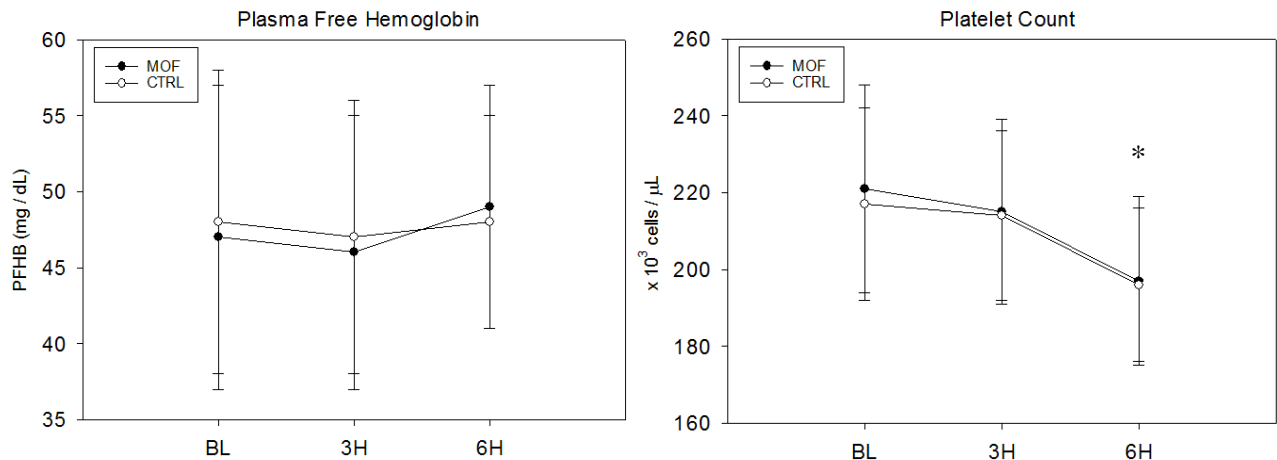 Plasma Free Hemoglobin
60
55
50
45
40
35
PFHB (mg / dL)
MOF
CTRL
BL 3H 6H
Platelet Count
260
240
220
200
180
160
x 10³ cells / μL
MOF
CTRL
*
BL 3H 6H